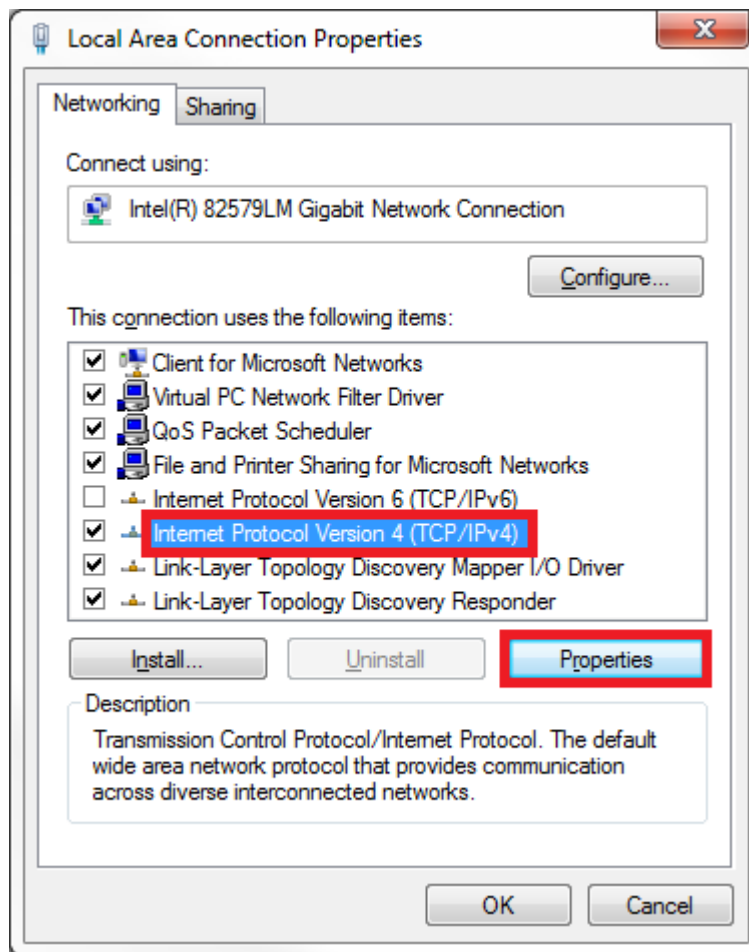 Local Area Connection Properties
Networking
Sharing
Connect using:
Intel(R) 82579LM Gigabit Network Connection
Configure...
This connection uses the following items:
Client for Microsoft Networks
Virtual PC Network Filter Driver
QoS Packet Scheduler
File and Printer Sharing for Microsoft Networks
Internet Protocol Version 6 (TCP/IPv6)
Internet Protocol Version 4 (TCP/IPv4)
Link-Layer Topology Discovery Mapper I/O Driver
Link-Layer Topology Discovery Responder
Install...
Uninstall
Properties
Description
Transmission Control Protocol/Internet Protocol. The default
wide area network protocol that provides communication
across diverse interconnected networks.
OK
Cancel